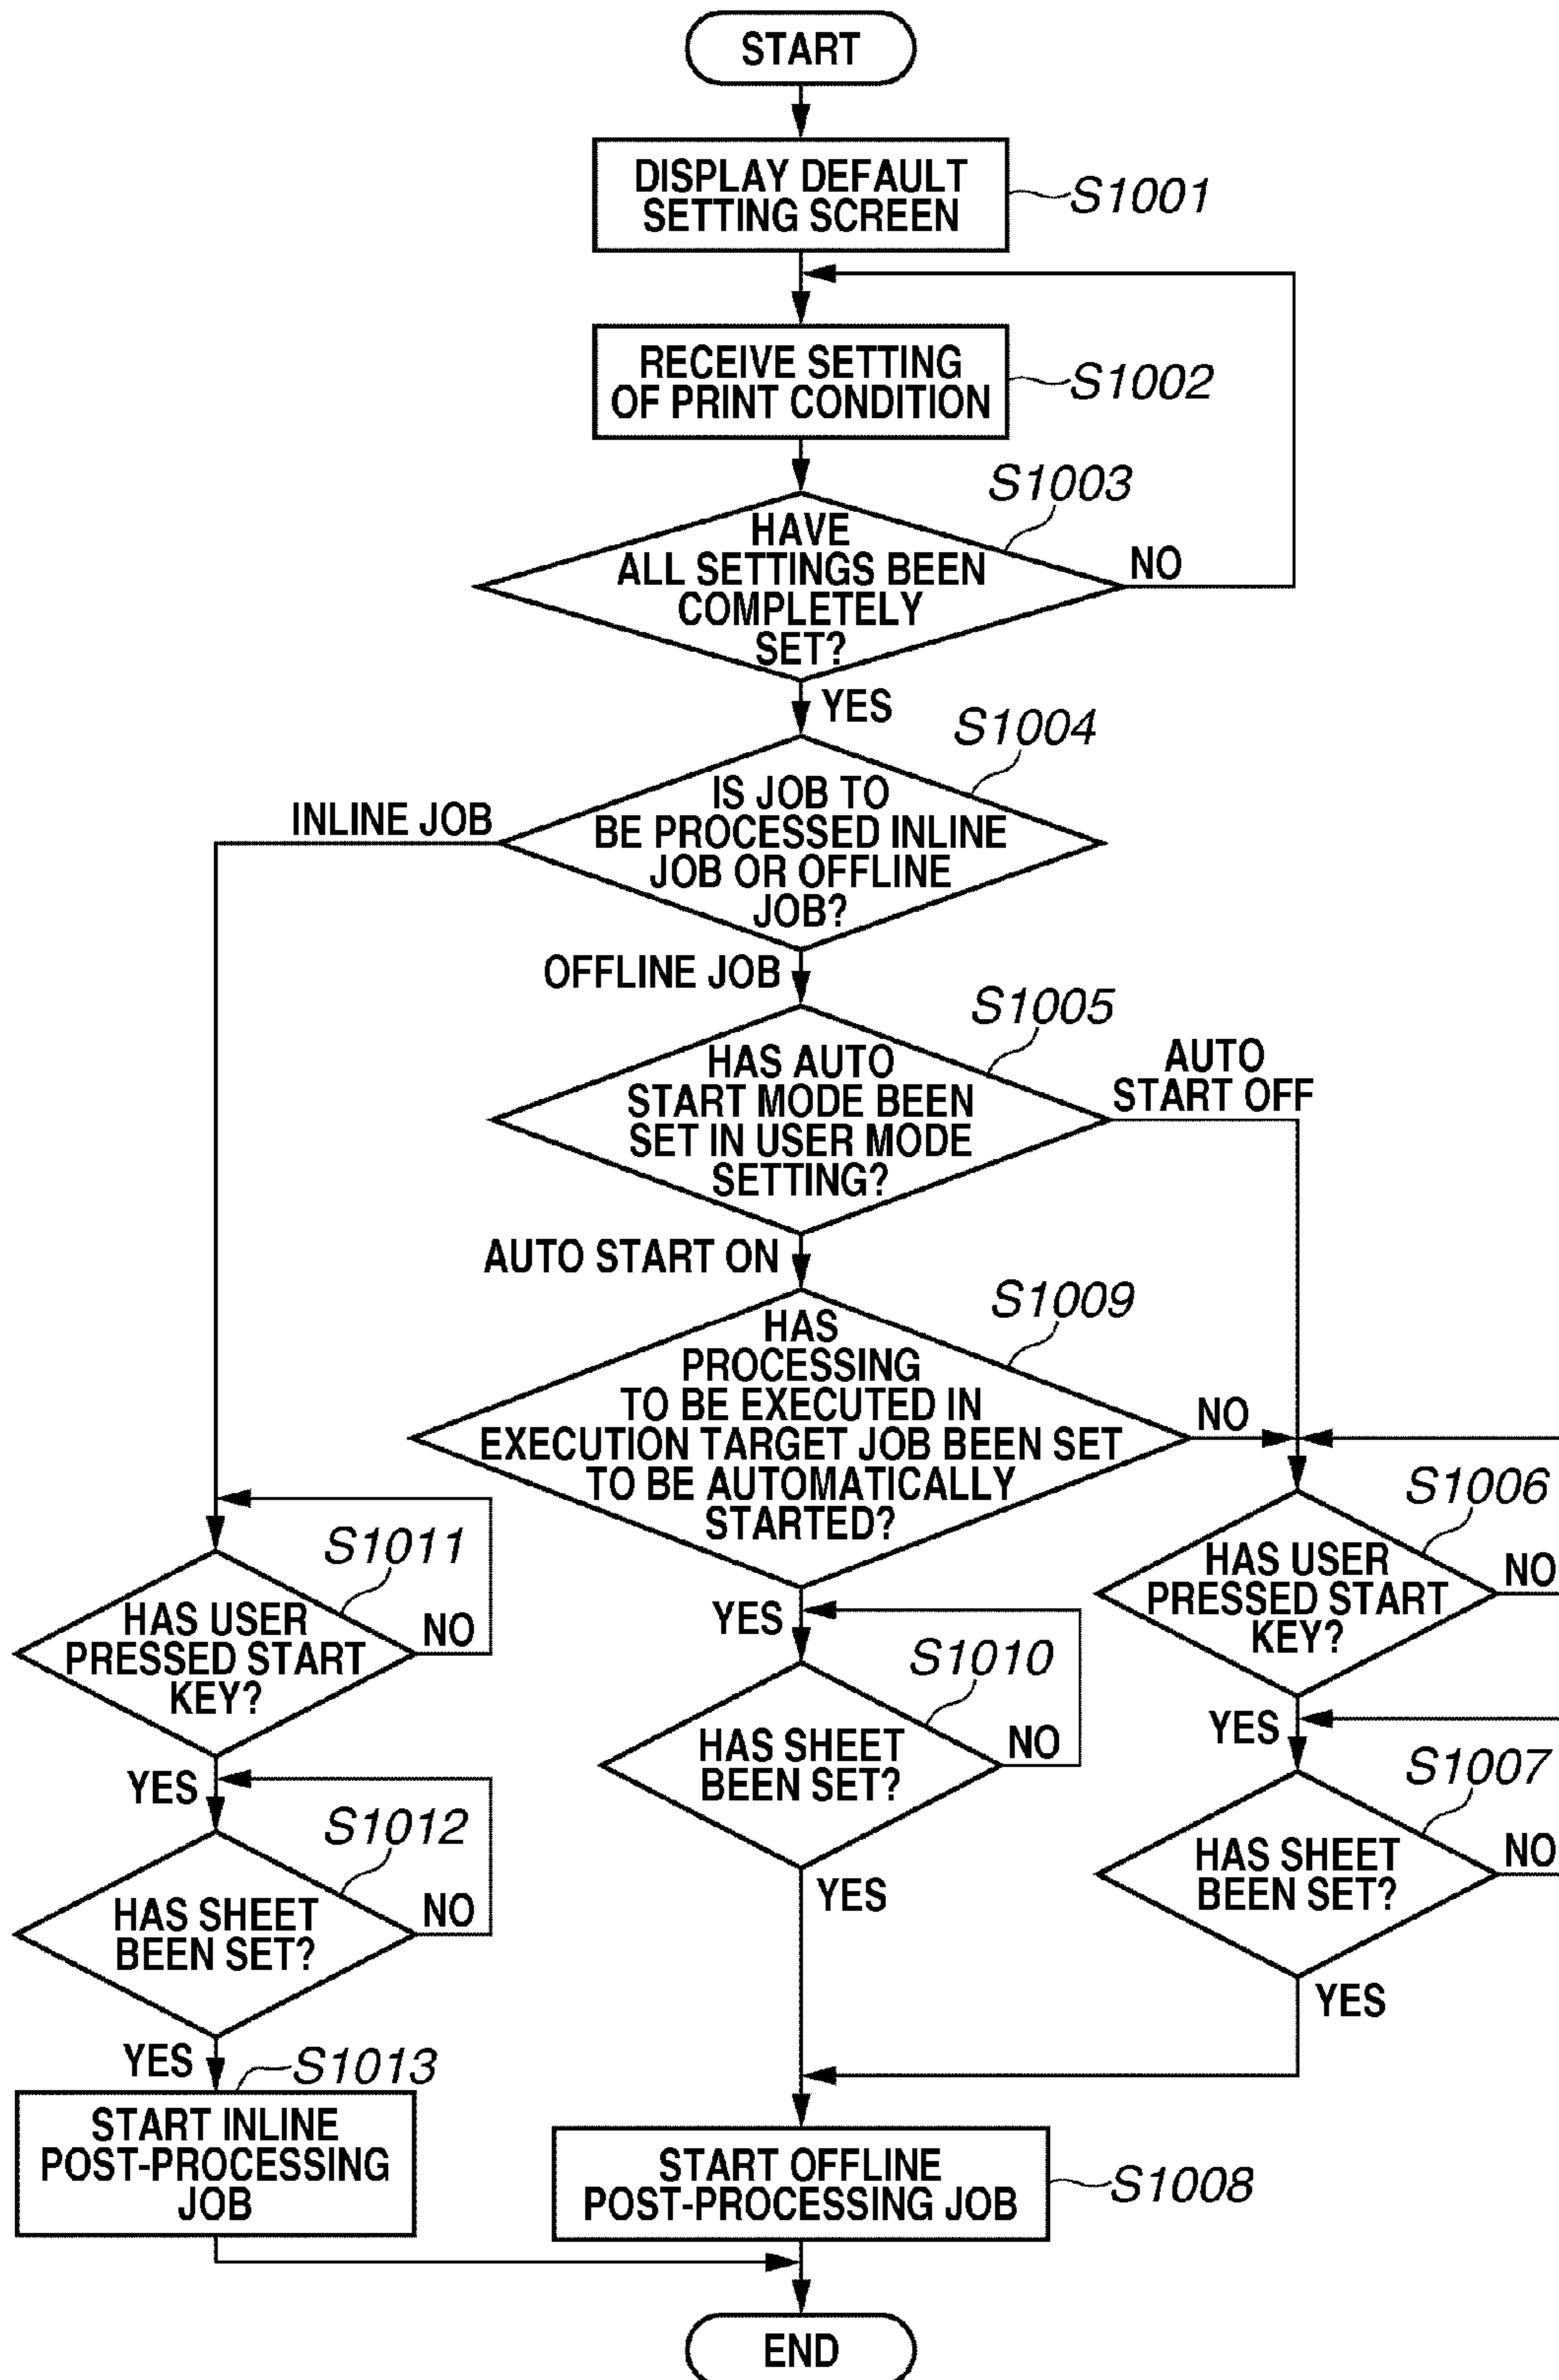 START
DISPLAY DEFAULT
SETTING SCREEN
S1001
RECEIVE SETTING
OF PRINT CONDITION
S1002
S1003
HAVE
ALL SETTINGS BEEN
COMPLETELY
SET?
NO
YES
S1004
IS JOB TO
BE PROCESSED INLINE
JOB OR OFFLINE
JOB?
INLINE JOB
OFFLINE JOB
S1005
HAS AUTO
START MODE BEEN
SET IN USER MODE
SETTING?
AUTO
START OFF
AUTO START ON
S1009
HAS
PROCESSING
TO BE EXECUTED IN
EXECUTION TARGET JOB BEEN SET
TO BE AUTOMATICALLY
STARTED?
NO
YES
S1006
HAS USER
PRESSED START
KEY?
NO
YES
S1007
HAS SHEET
BEEN SET?
NO
YES
S1010
HAS SHEET
BEEN SET?
NO
YES
S1011
HAS USER
PRESSED START
KEY?
NO
YES
S1012
HAS SHEET
BEEN SET?
NO
YES
S1013
START INLINE
POST-PROCESSING
JOB
START OFFLINE
POST-PROCESSING JOB
S1008
END